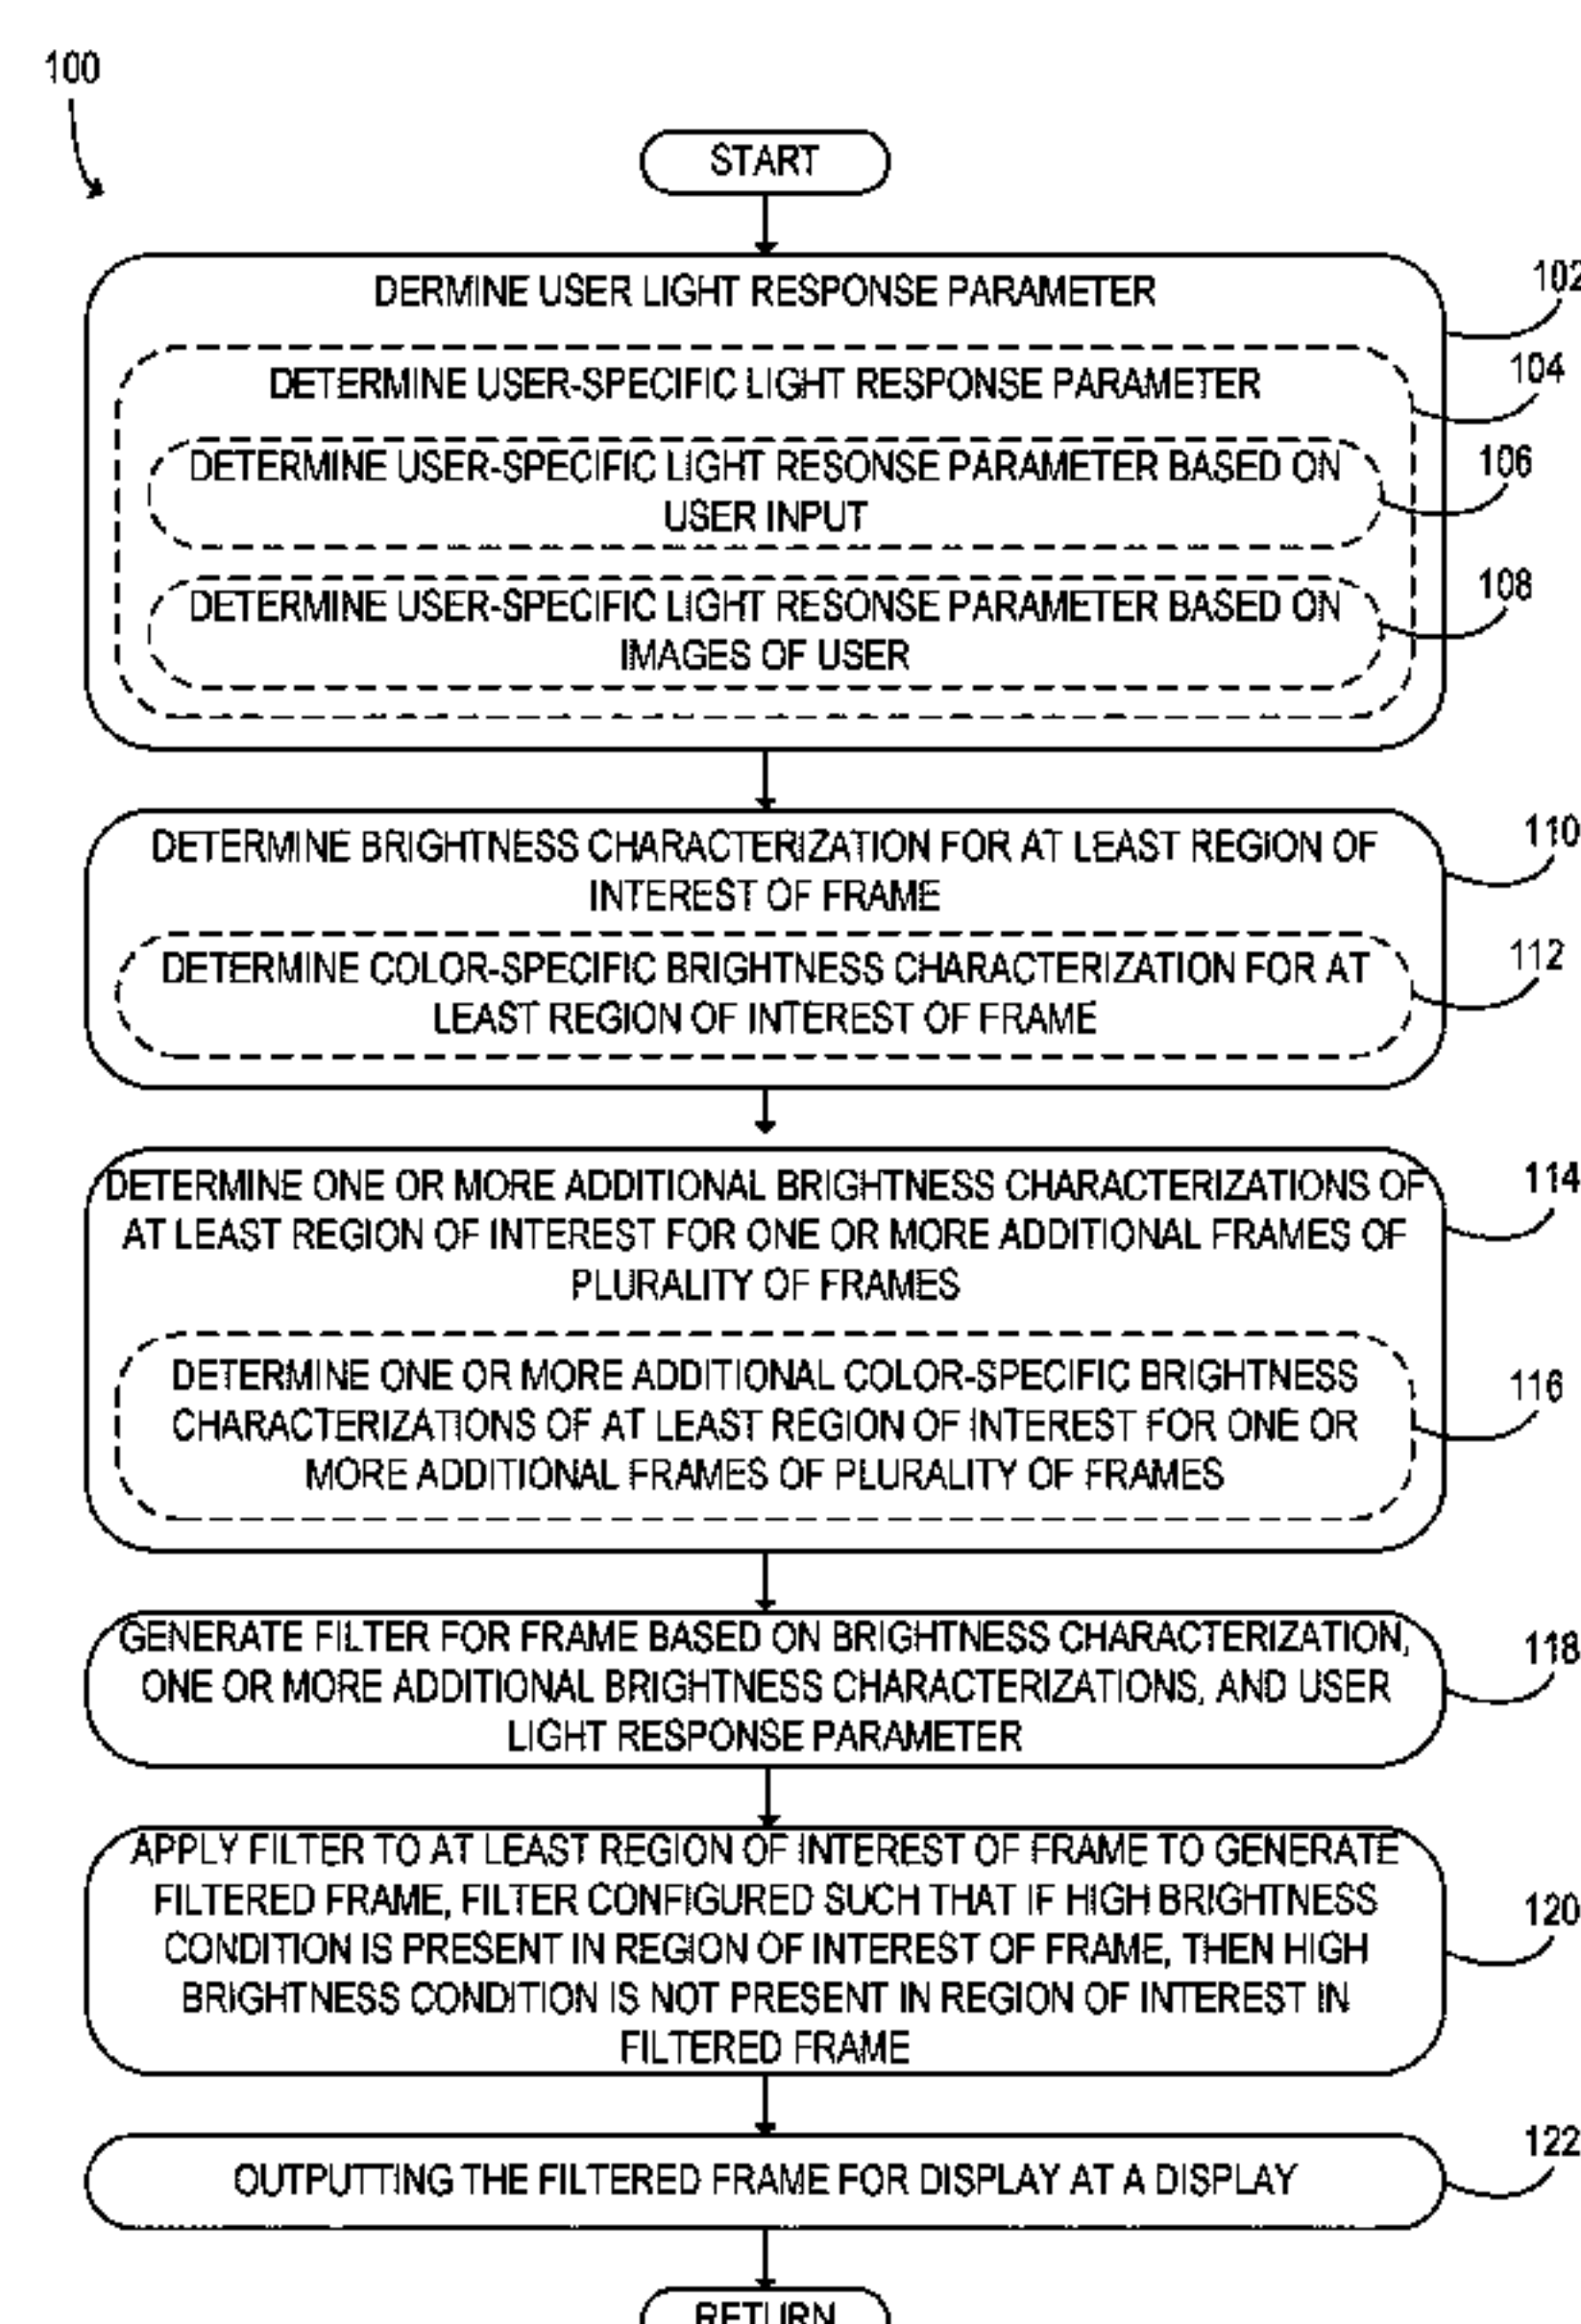 100
START
DERMINE USER LIGHT RESPONSE PARAMETER
102
DETERMINE USER-SPECIFIC LIGHT RESPONSE PARAMETER
104
DETERMINE USER-SPECIFIC LIGHT RESONSE PARAMETER BASED ON
USER INPUT
106
DETERMINE USER-SPECIFIC LIGHT RESONSE PARAMETER BASED ON
IMAGES OF USER
108
DETERMINE BRIGHTNESS CHARACTERIZATION FOR AT LEAST REGION OF
INTEREST OF FRAME
110
DETERMINE COLOR-SPECIFIC BRIGHTNESS CHARACTERIZATION FOR AT
LEAST REGION OF INTEREST OF FRAME
112
DETERMINE ONE OR MORE ADDITIONAL BRIGHTNESS CHARACTERIZATIONS OF
AT LEAST REGION OF INTEREST FOR ONE OR MORE ADDITIONAL FRAMES OF
PLURALITY OF FRAMES
114
DETERMINE ONE OR MORE ADDITIONAL COLOR-SPECIFIC BRIGHTNESS
CHARACTERIZATIONS OF AT LEAST REGION OF INTEREST FOR ONE OR
MORE ADDITIONAL FRAMES OF PLURALITY OF FRAMES
116
GENERATE FILTER FOR FRAME BASED ON BRIGHTNESS CHARACTERIZATION,
ONE OR MORE ADDITIONAL BRIGHTNESS CHARACTERIZATIONS, AND USER
LIGHT RESPONSE PARAMETER
118
APPLY FILTER TO AT LEAST REGION OF INTEREST OF FRAME TO GENERATE
FILTERED FRAME, FILTER CONFIGURED SUCH THAT IF HIGH BRIGHTNESS
CONDITION IS PRESENT IN REGION OF INTEREST OF FRAME, THEN HIGH
BRIGHTNESS CONDITION IS NOT PRESENT IN REGION OF INTEREST IN
FILTERED FRAME
120
OUTPUTTING THE FILTERED FRAME FOR DISPLAY AT A DISPLAY
122
RETURN